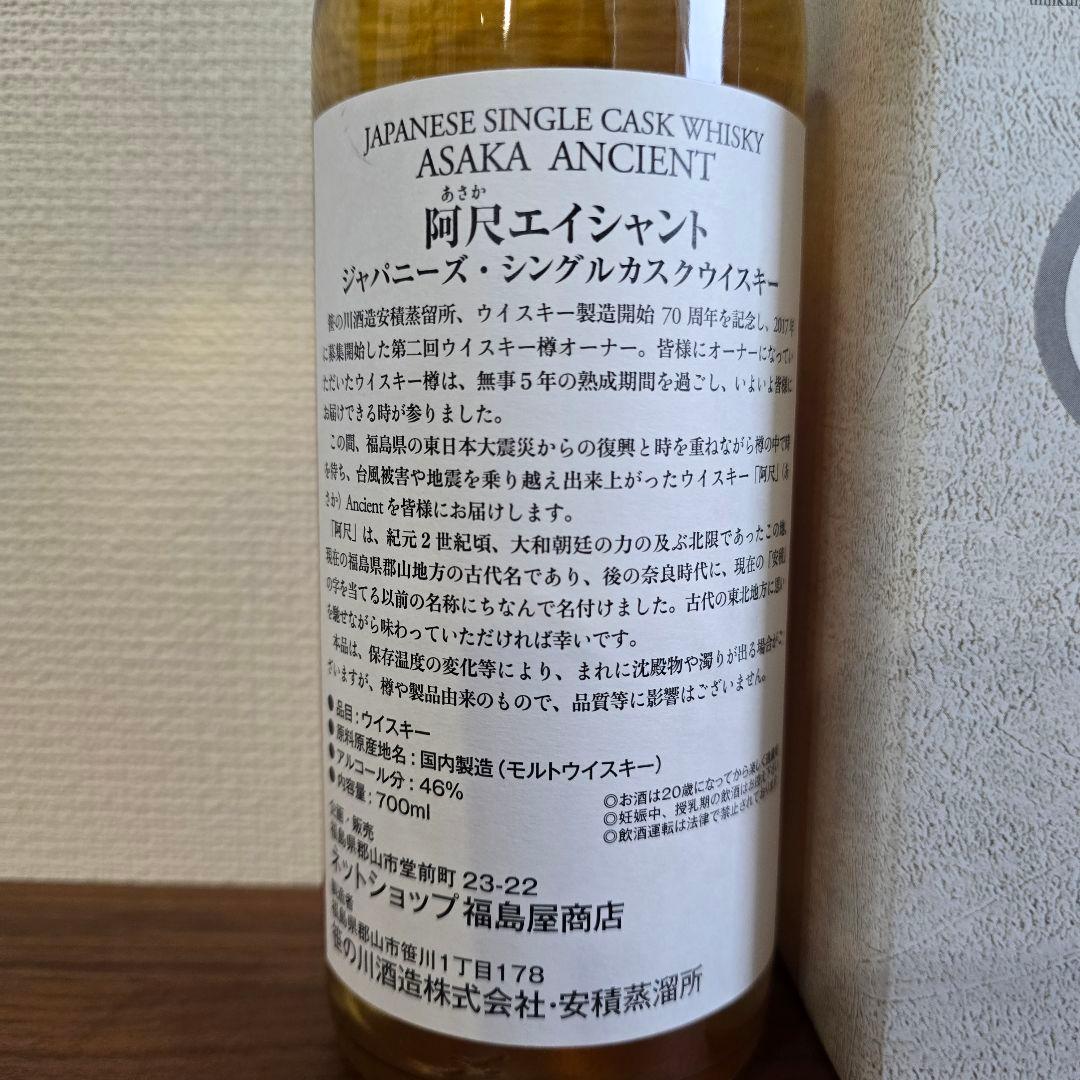 JAPANESE SINGLE CASK WHISKY
ASAKA ANCIENT
あさか
阿尺エイシャント
ジャパニーズ・シングルカスクウイスキー
笹の川酒造安積蒸留所、ウイスキー製造開始 70 周年を記念し、2017年
に募集開始した第二回ウイスキー樽オーナー。皆様にオーナーになってい
ただいたウイスキー樽は、無事5年の熟成期間を過ごし、いよいよ皆様に
お届けできる時が参りました。
この間、福島県の東日本大震災からの復興と時を重ねながら樽の中で時
を待ち、台風被害や地震を乗り越え出来上がったウイスキー「阿尺」(あ
さか) Ancient を皆様にお届けします。
「阿尺」は、紀元2世紀頃、大和朝廷の力の及ぶ北限であったこの地、
現在の福島県郡山地方の古代名であり、後の奈良時代に、現在の「安積」
の字を当てる以前の名称にちなんで名付けました。古代の東北地方に思い
を馳せながら味わっていただければ幸いです。
本品は、保存温度の変化等により、まれに沈殿物や濁りが出る場合がご
ざいますが、樽や製品由来のもので、品質等に影響はございません。
●品目:ウイスキー
●原料原産地名:国内製造(モルトウイスキー)
●アルコール分:46%
●内容量:700ml
◎お酒は20歳になってから楽しく
◎妊娠中、授乳期の飲酒はお控え
◎飲酒運転は法律で禁止されて
企画・販売
福島県郡山市堂前町 23-22
ネットショップ 福島屋商店
製造者
福島県郡山市笹川1丁目178
笹の川酒造株式会社・安積蒸溜所